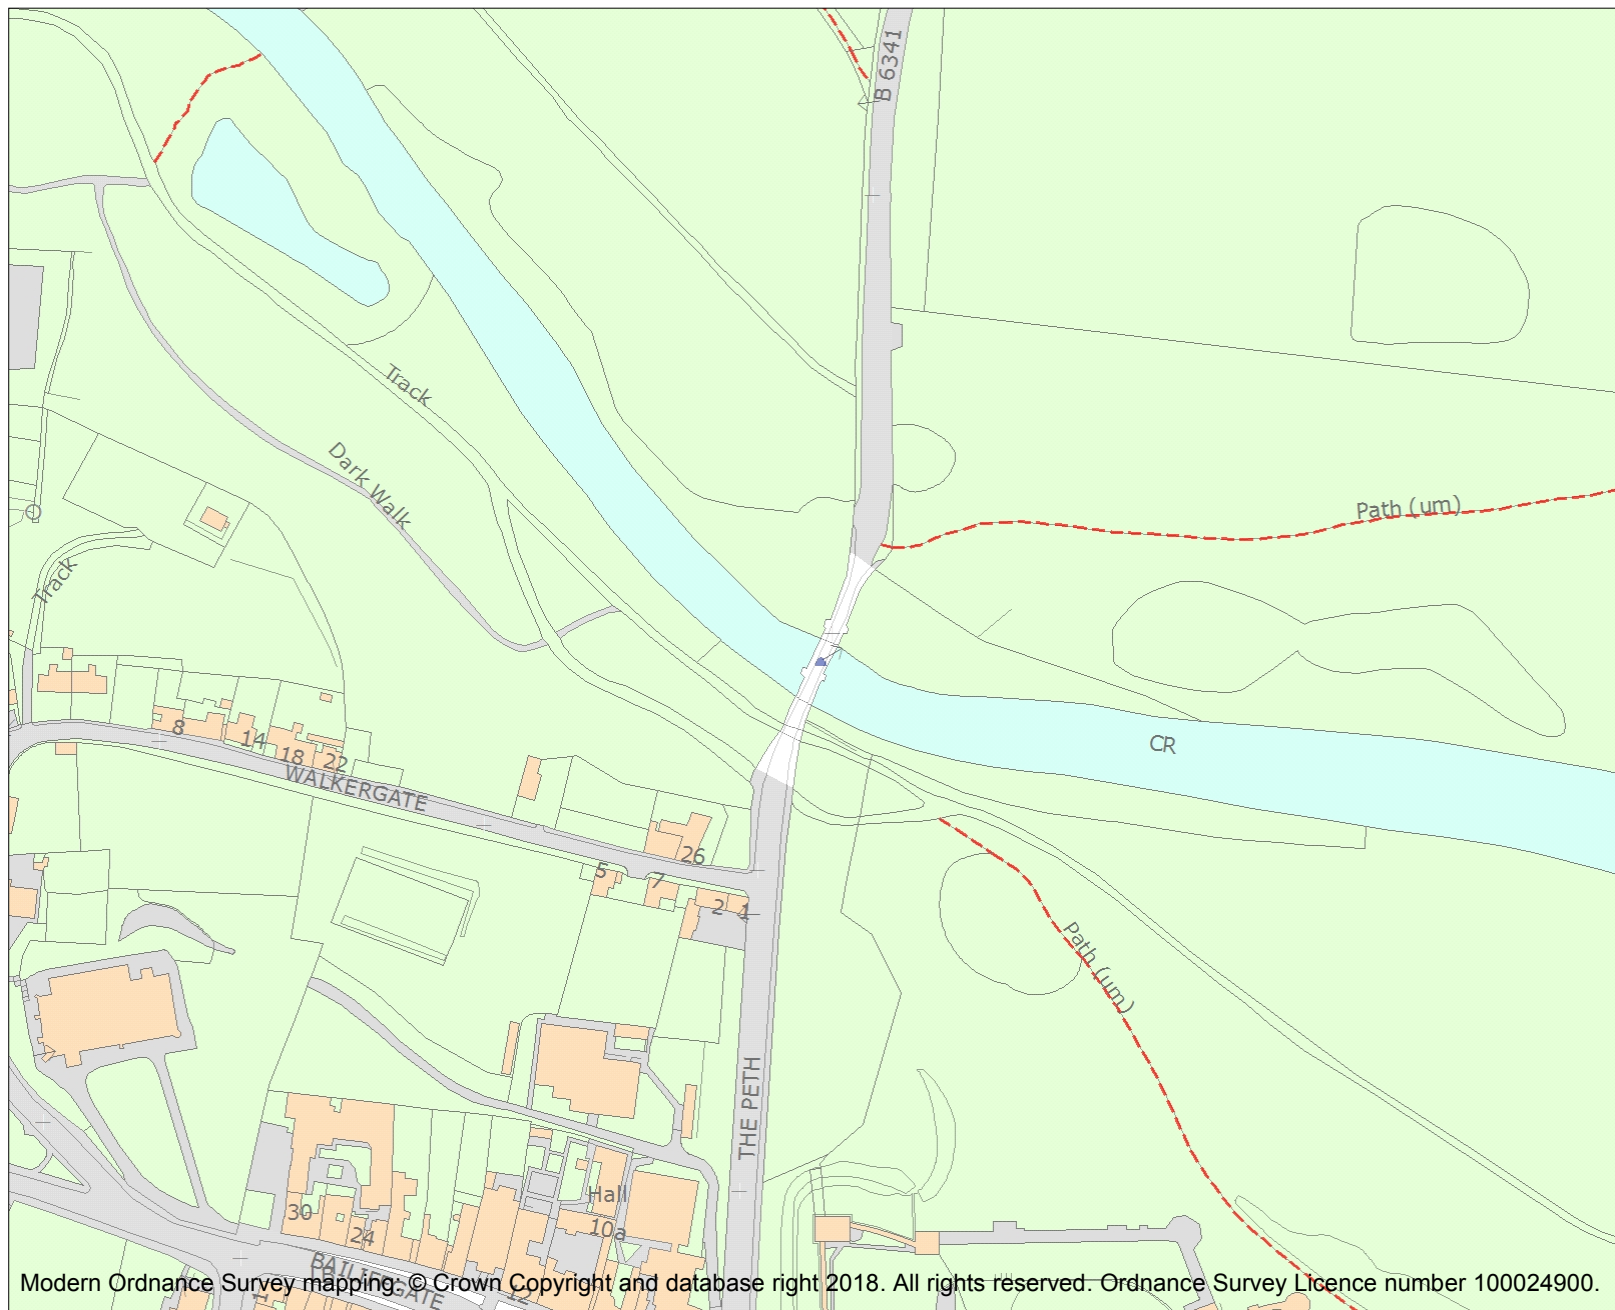 B 6341
Track
Dark Walk
Path (um)
Track
CR
8
14
18
22
WALKERGATE
26
5
7
2
1
Path (um)
THE PETH
Hall
30
10a
24
BAILIFFGATE
12
Modern Ordnance Survey mapping: © Crown Copyright and database right 2018. All rights reserved. Ordnance Survey Licence number 100024900.